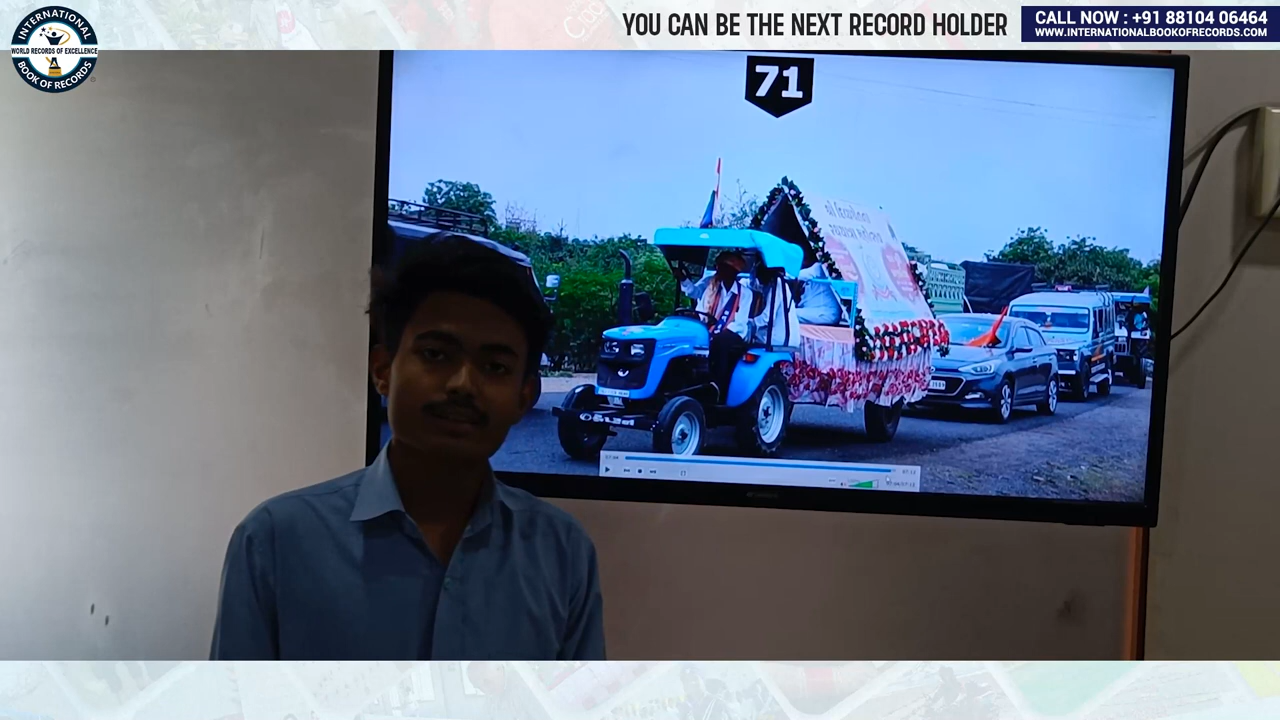 INTERNATIONAL
WORLD RECORDS OF EXCELLENCE
BOOK OF RECORDS
YOU CAN BE THE NEXT RECORD HOLDER
CALL NOW : +91 88104 06464
WWW.INTERNATIONALBOOKOFRECORDS.COM
71